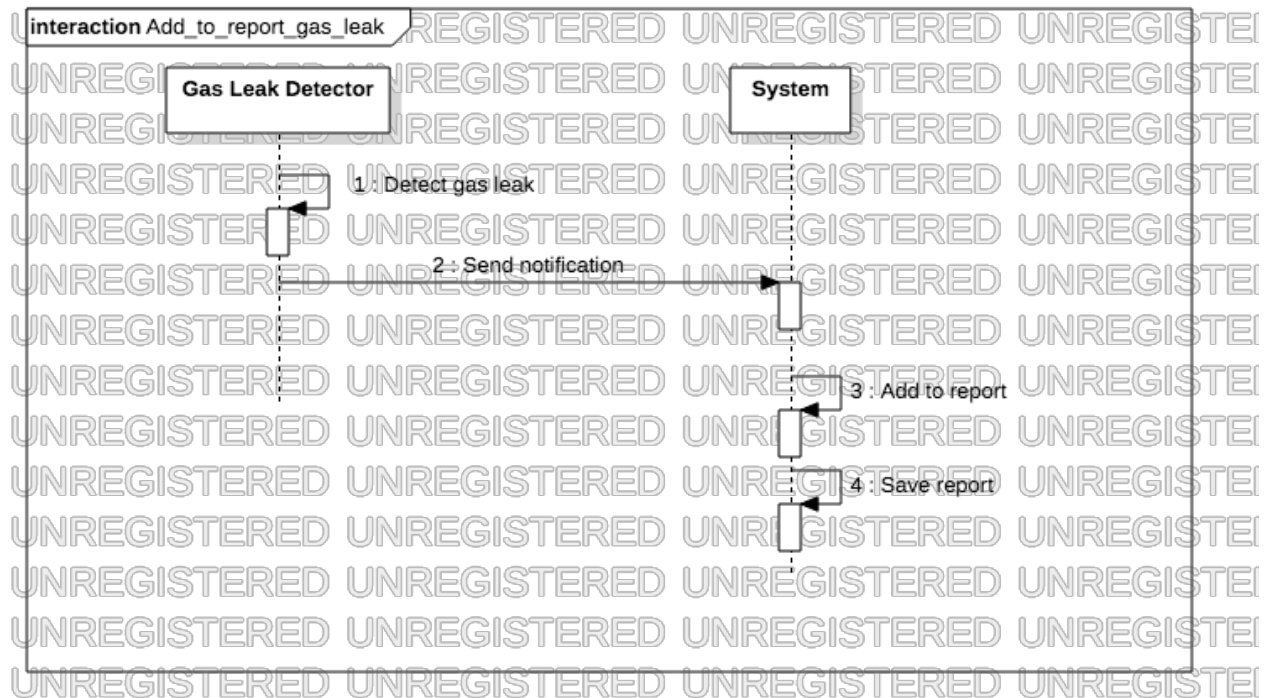 interaction Add_to_report_gas_leak
Gas Leak Detector
System
1 : Detect gas leak
2 : Send notification
3 : Add to report
4 : Save report
UNREGISTERED UNREGISTERED UNREGISTERED UNREGISTE